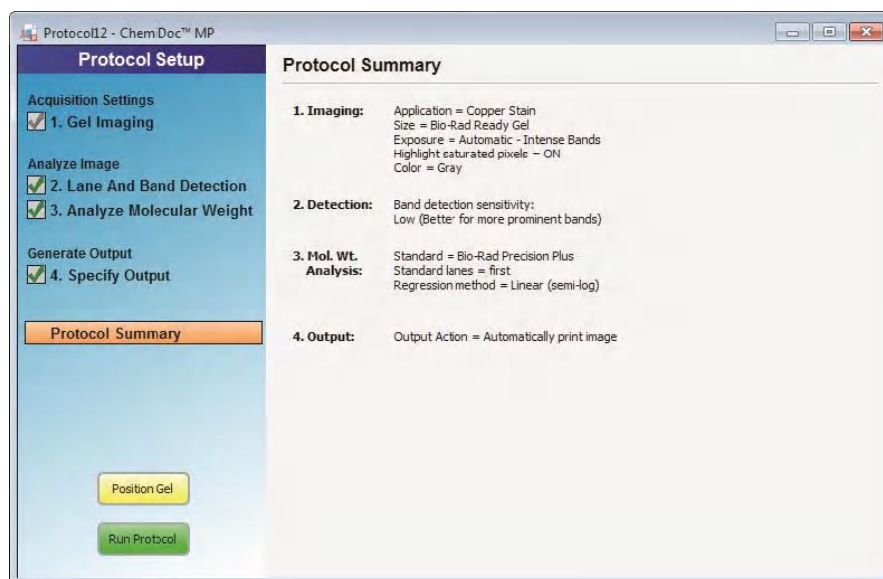 Protocol12 - ChemiDoc™ MP
Protocol Setup
Acquisition Settings
1. Gel Imaging
Analyze Image
2. Lane And Band Detection
3. Analyze Molecular Weight
Generate Output
4. Specify Output
Protocol Summary
Position Gel
Run Protocol
Protocol Summary
1. Imaging:
Application = Copper Stain
Size = Bio-Rad Ready Gel
Exposure = Automatic - Intense Bands
Highlight saturated pixels = ON
Color = Gray
2. Detection:
Band detection sensitivity:
Low (Better for more prominent bands)
3. Mol. Wt.
Analysis:
Standard = Bio-Rad Precision Plus
Standard lanes = first
Regression method = Linear (semi-log)
4. Output:
Output Action = Automatically print image